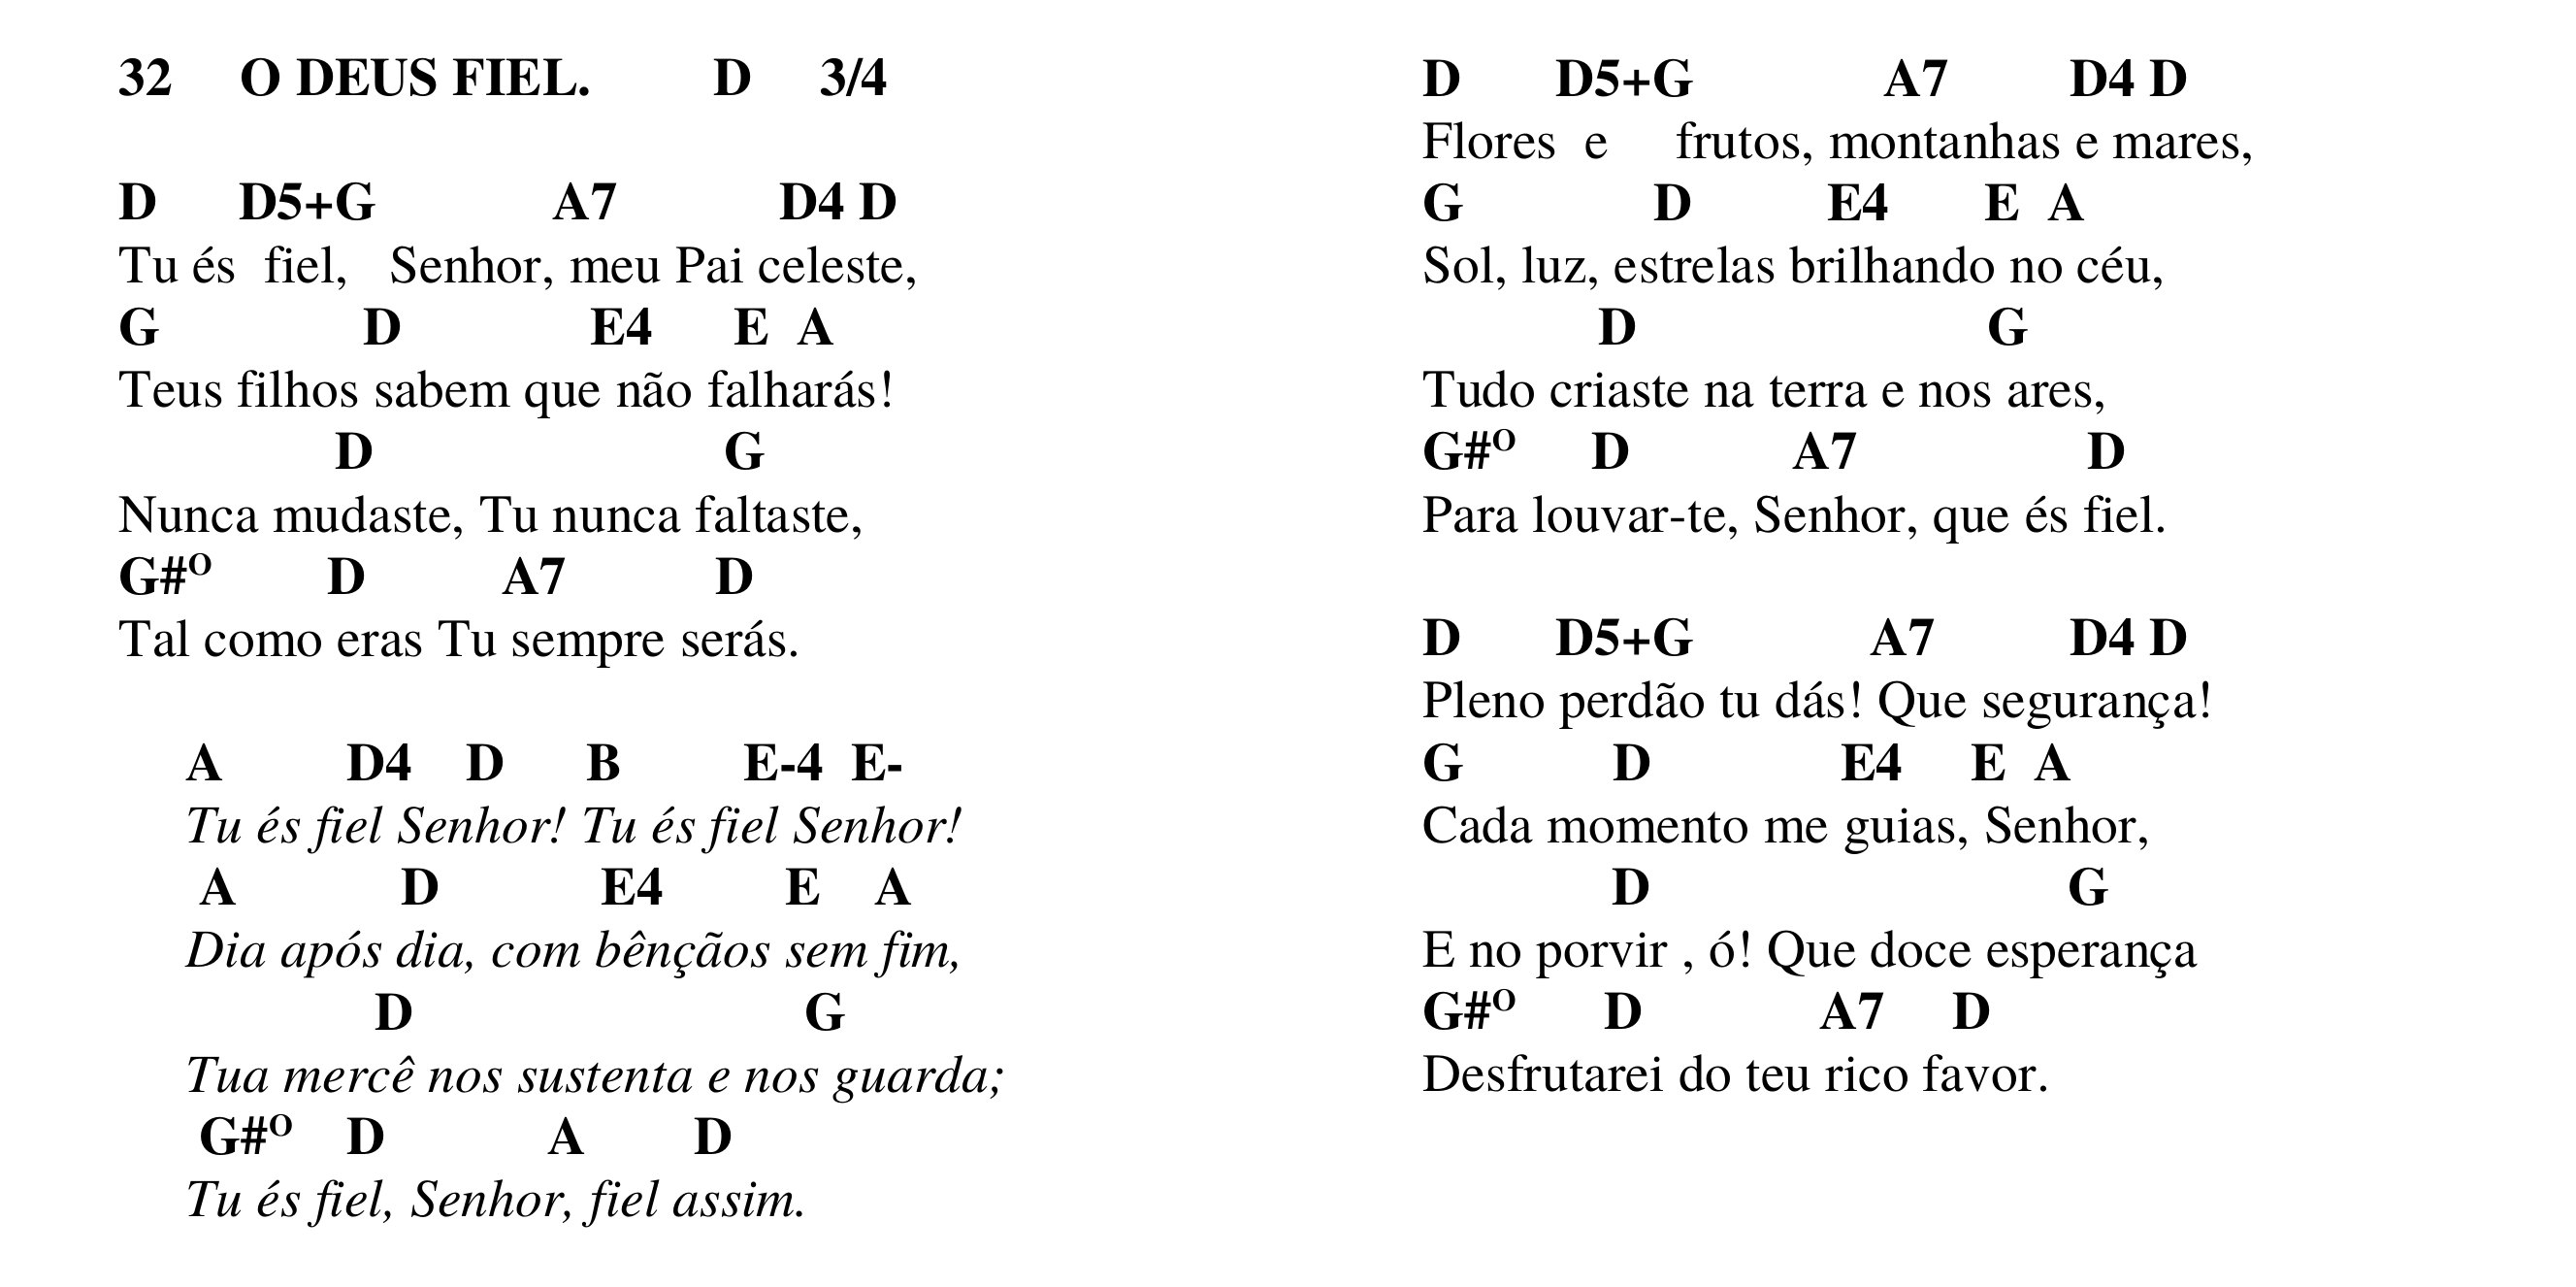 32 O DEUS FIEL. D 3/4
D D5+G A7 D4 D
Tu és fiel, Senhor, meu Pai celeste,
G D E4 E A
Teus filhos sabem que não falharás!
D G
Nunca mudaste, Tu nunca faltaste,
G#º D A7 D
Tal como eras Tu sempre serás.
A D4 D B E-4 E-
Tu és fiel Senhor! Tu és fiel Senhor!
A D E4 E A
Dia após dia, com bênçãos sem fim,
D G
Tua mercê nos sustenta e nos guarda;
G#º D A D
Tu és fiel, Senhor, fiel assim.
D D5+G A7 D4 D
Flores e frutos, montanhas e mares,
G D E4 E A
Sol, luz, estrelas brilhando no céu,
D G
Tudo criaste na terra e nos ares,
G#º D A7 D
Para louvar-te, Senhor, que és fiel.
D D5+G A7 D4 D
Pleno perdão tu dás! Que segurança!
G D E4 E A
Cada momento me guias, Senhor,
D G
E no porvir , ó! Que doce esperança
G#º D A7 D
Desfrutarei do teu rico favor.